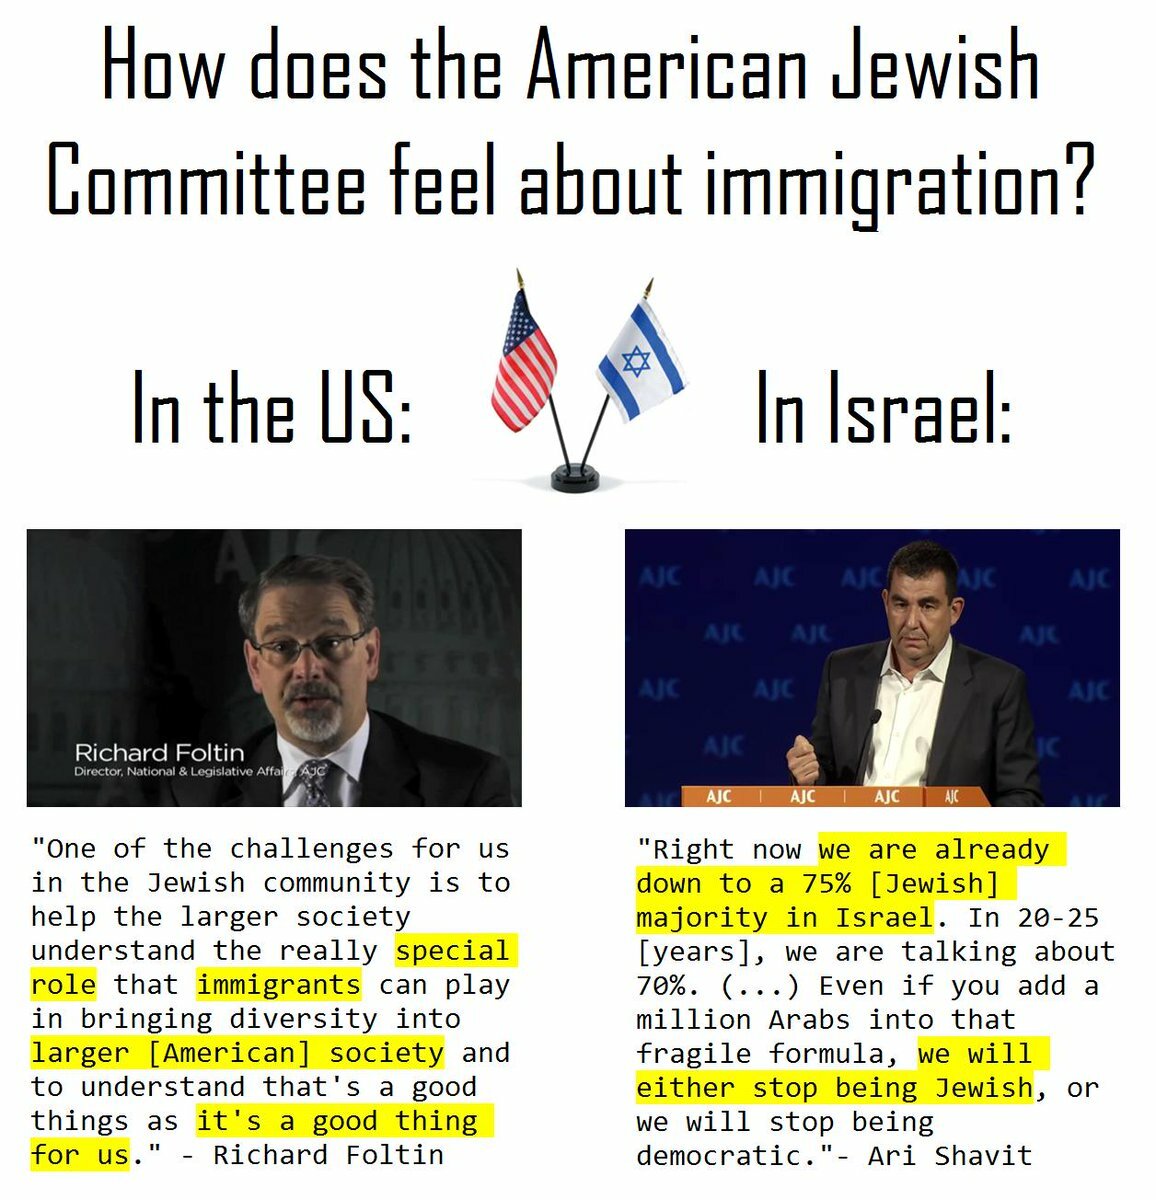 How does the American Jewish
Committee feel about immigration?
In the US:
In Israel:
AJC
Richard Foltin
Director, National & Legislative Affairs, AJC
AJC AJC AJC AJC AJC
AJC AJC AJC
AJC AJC AJC
AJC JC
AJC AJC
AJC | AJC | AJC | AJC
"One of the challenges for us
in the Jewish community is to
help the larger society
understand the really special
role that immigrants can play
in bringing diversity into
larger [American] society and
to understand that's a good
things as it's a good thing
for us." - Richard Foltin
"Right now we are already
down to a 75% [Jewish]
majority in Israel. In 20-25
[years], we are talking about
70%. (...) Even if you add a
million Arabs into that
fragile formula, we will
either stop being Jewish, or
we will stop being
democratic."- Ari Shavit